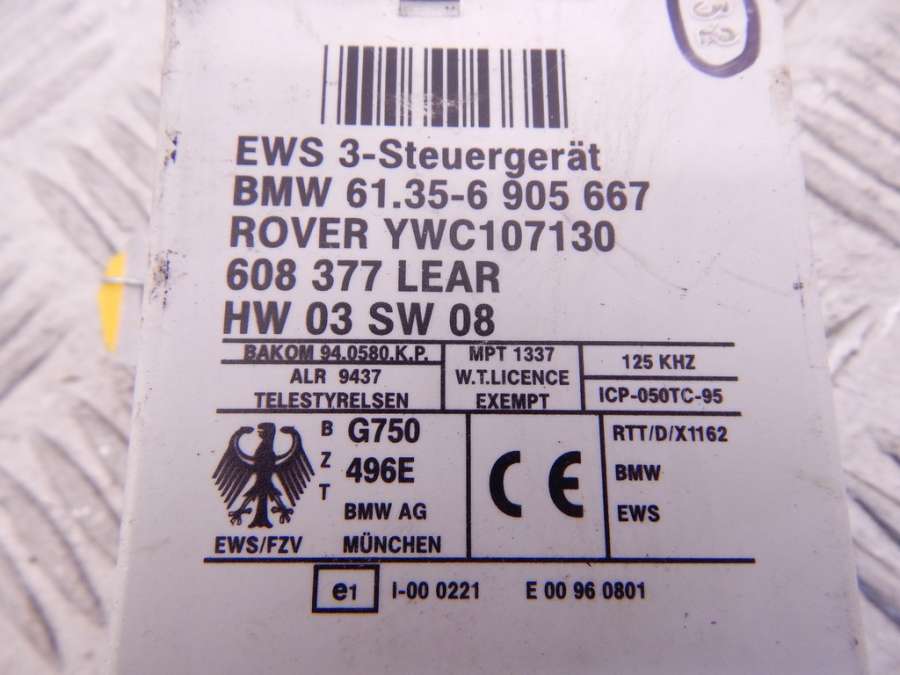 32
EWS 3-Steuergerät
BMW 61.35-6 905 667
ROVER YWC107130
608 377 LEAR
HW 03 SW 08
BAKOM 94.0580.K.P.
ALR 9437
TELESTYRELSEN
MPT 1337
W.T.LICENCE
EXEMPT
125 KHZ
ICP-050TC-95
BZT
G750
496E
BMW AG
MÜNCHEN
EWS/FZV
CE
RTT/D/X1162
BMW
EWS
e1
I-00 0221
E 00 96 0801